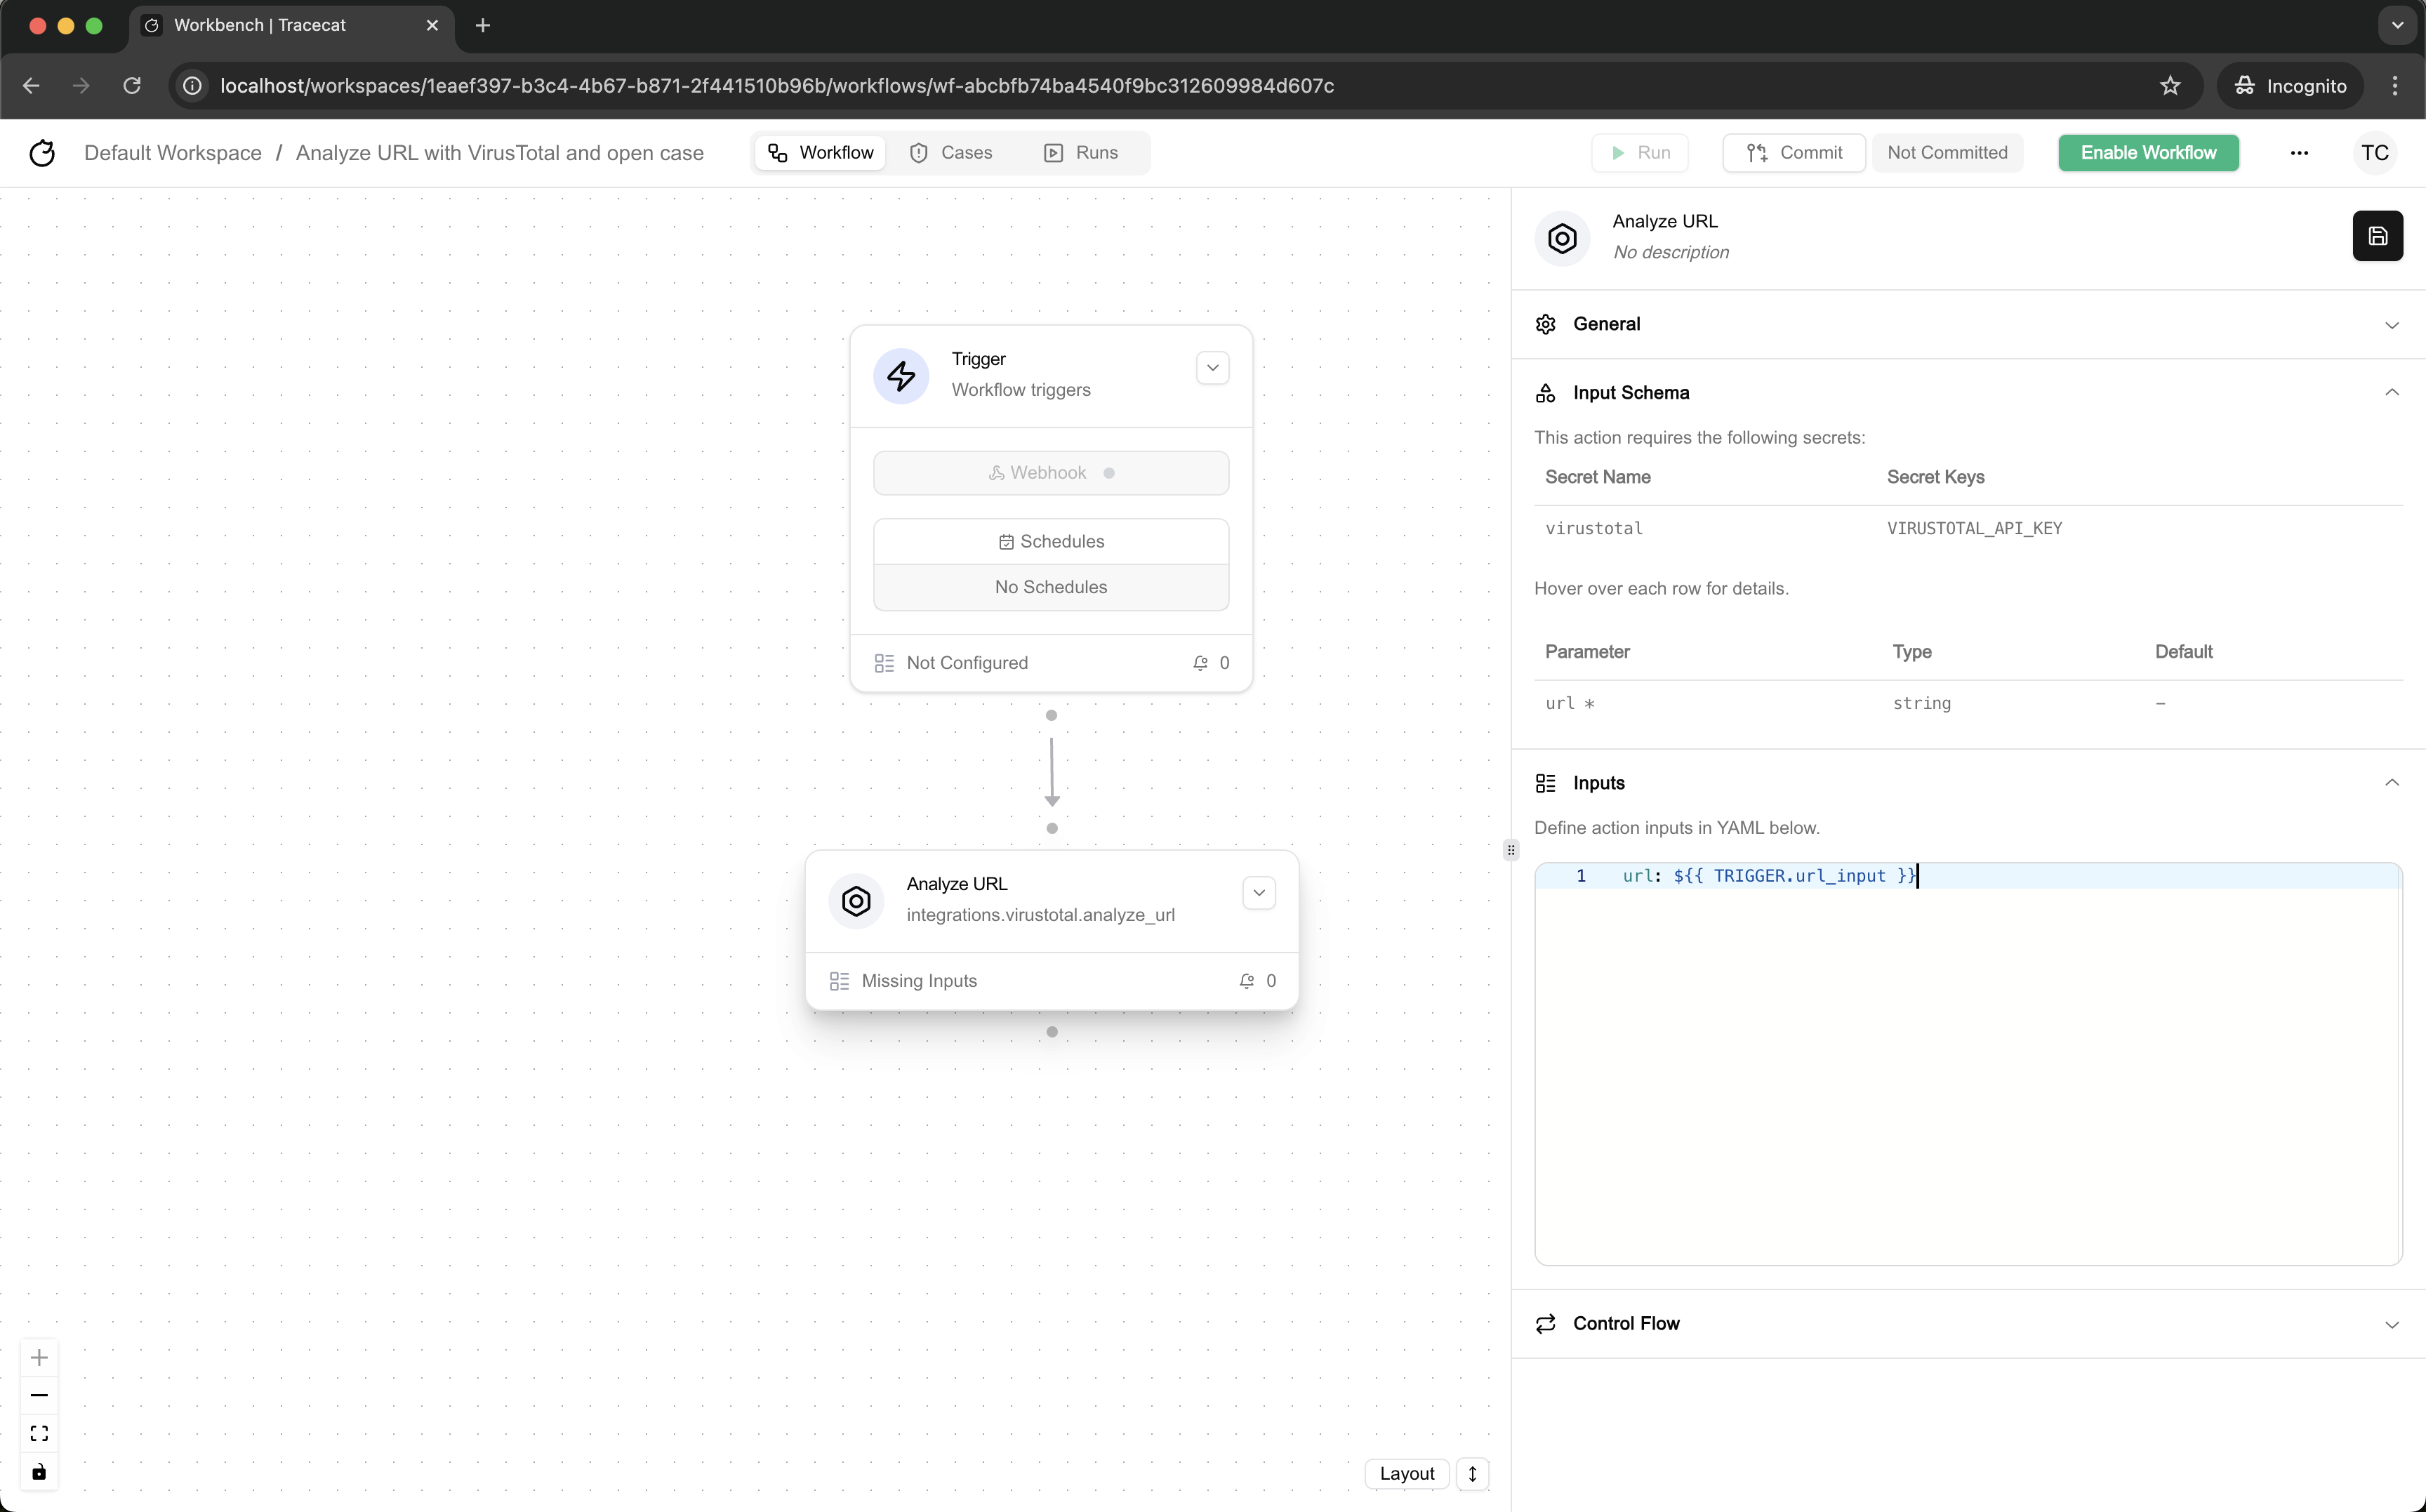 Workbench | Tracecat
localhost/workspaces/1eaef397-b3c4-4b67-b871-2f441510b96b/workflows/wf-abcbfb74ba4540f9bc312609984d607c
Incognito
Default Workspace / Analyze URL with VirusTotal and open case
Workflow
Cases
Runs
Run
Commit
Not Committed
Enable Workflow
TC
Trigger
Workflow triggers
Webhook
Schedules
No Schedules
Not Configured
0
Analyze URL
integrations.virustotal.analyze_url
Missing Inputs
0
Layout
Analyze URL
No description
General
Input Schema
This action requires the following secrets:
Secret Name Secret Keys
virustotal VIRUSTOTAL_API_KEY
Hover over each row for details.
Parameter Type Default
url * string –
Inputs
Define action inputs in YAML below.
1 url: ${{ TRIGGER.url_input }}
Control Flow